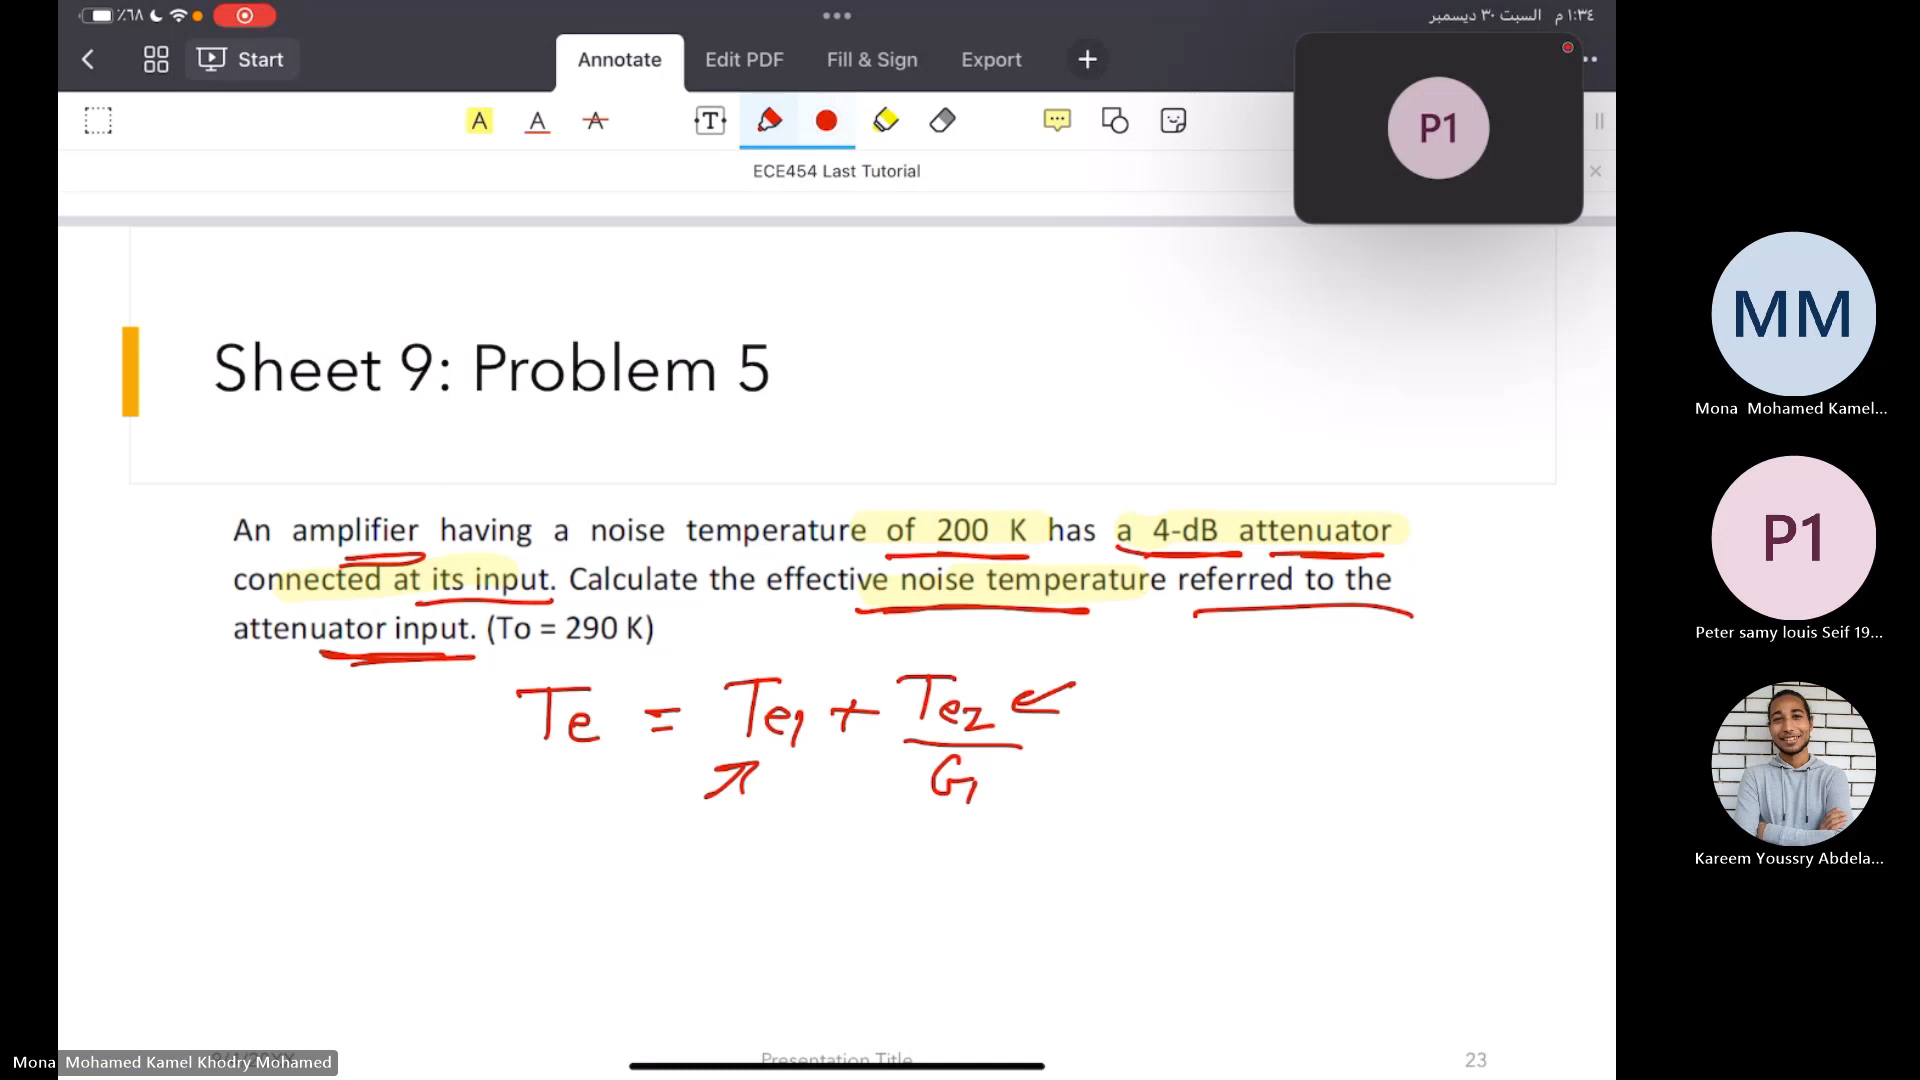 ٪٦٨
١:٣٤ م السبت ٣٠ ديسمبر
Start
Annotate
Edit PDF
Fill & Sign
Export
A A A T
ECE454 Last Tutorial
P1
Sheet 9: Problem 5
An amplifier having a noise temperature of 200 K has a 4-dB attenuator
connected at its input. Calculate the effective noise temperature referred to the
attenuator input. (To = 290 K)
Te = Te1 + Te2
G1
Presentation Title
23
MM
Mona Mohamed Kamel...
P1
Peter samy louis Seif 19...
Kareem Youssry Abdela...
Mona Mohamed Kamel Khodry Mohamed